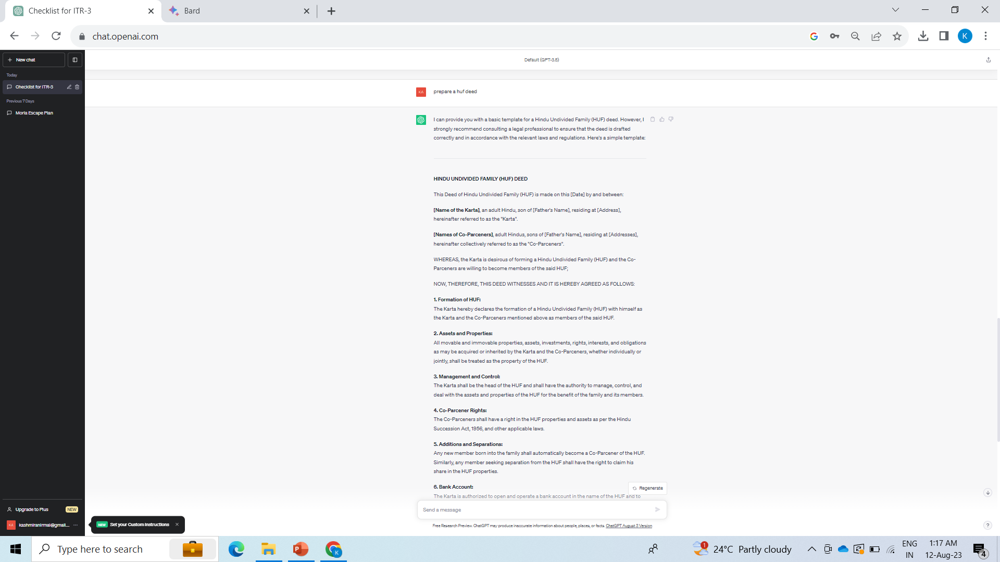 Checklist for ITR-3
Bard
chat.openai.com
K
New chat
Default (GPT-3.5)
Today
Checklist for ITR-3
Previous 7 Days
Moria Escape Plan
KA
prepare a huf deed
I can provide you with a basic template for a Hindu Undivided Family (HUF) deed. However, I
strongly recommend consulting a legal professional to ensure that the deed is drafted
correctly and in accordance with the relevant laws and regulations. Here's a simple template:
HINDU UNDIVIDED FAMILY (HUF) DEED
This Deed of Hindu Undivided Family (HUF) is made on this [Date] by and between:
[Name of the Karta], an adult Hindu, son of [Father's Name], residing at [Address],
hereinafter referred to as the "Karta".
[Names of Co-Parceners], adult Hindus, sons of [Father's Name], residing at [Addresses],
hereinafter collectively referred to as the "Co-Parceners".
WHEREAS, the Karta is desirous of forming a Hindu Undivided Family (HUF) and the Co-
Parceners are willing to become members of the said HUF;
NOW, THEREFORE, THIS DEED WITNESSES AND IT IS HEREBY AGREED AS FOLLOWS:
1. Formation of HUF:
The Karta hereby declares the formation of a Hindu Undivided Family (HUF) with himself as
the Karta and the Co-Parceners mentioned above as members of the said HUF.
2. Assets and Properties:
All movable and immovable properties, assets, investments, rights, interests, and obligations
as may be acquired or inherited by the Karta and the Co-Parceners, whether individually or
jointly, shall be treated as the property of the HUF.
3. Management and Control:
The Karta shall be the head of the HUF and shall have the authority to manage, control, and
deal with the assets and properties of the HUF for the benefit of the family and its members.
4. Co-Parcener Rights:
The Co-Parceners shall have a right in the HUF properties and assets as per the Hindu
Succession Act, 1956, and other applicable laws.
5. Additions and Separations:
Any new member born into the family shall automatically become a Co-Parcener of the HUF.
Similarly, any member seeking separation from the HUF shall have the right to claim his
share in the HUF properties.
6. Bank Account:
The Karta is authorized to open and operate a bank account in the name of the HUF and to
Regenerate
Send a message
Free Research Preview. ChatGPT may produce inaccurate information about people, places, or facts. ChatGPT August 3 Version
?
Upgrade to Plus
NEW
KA
kashmiranirmal@gmail...
NEW Set your Custom Instructions
Type here to search
P
K
1
24°C Partly cloudy
ENG
IN
1:17 AM
12-Aug-23
4